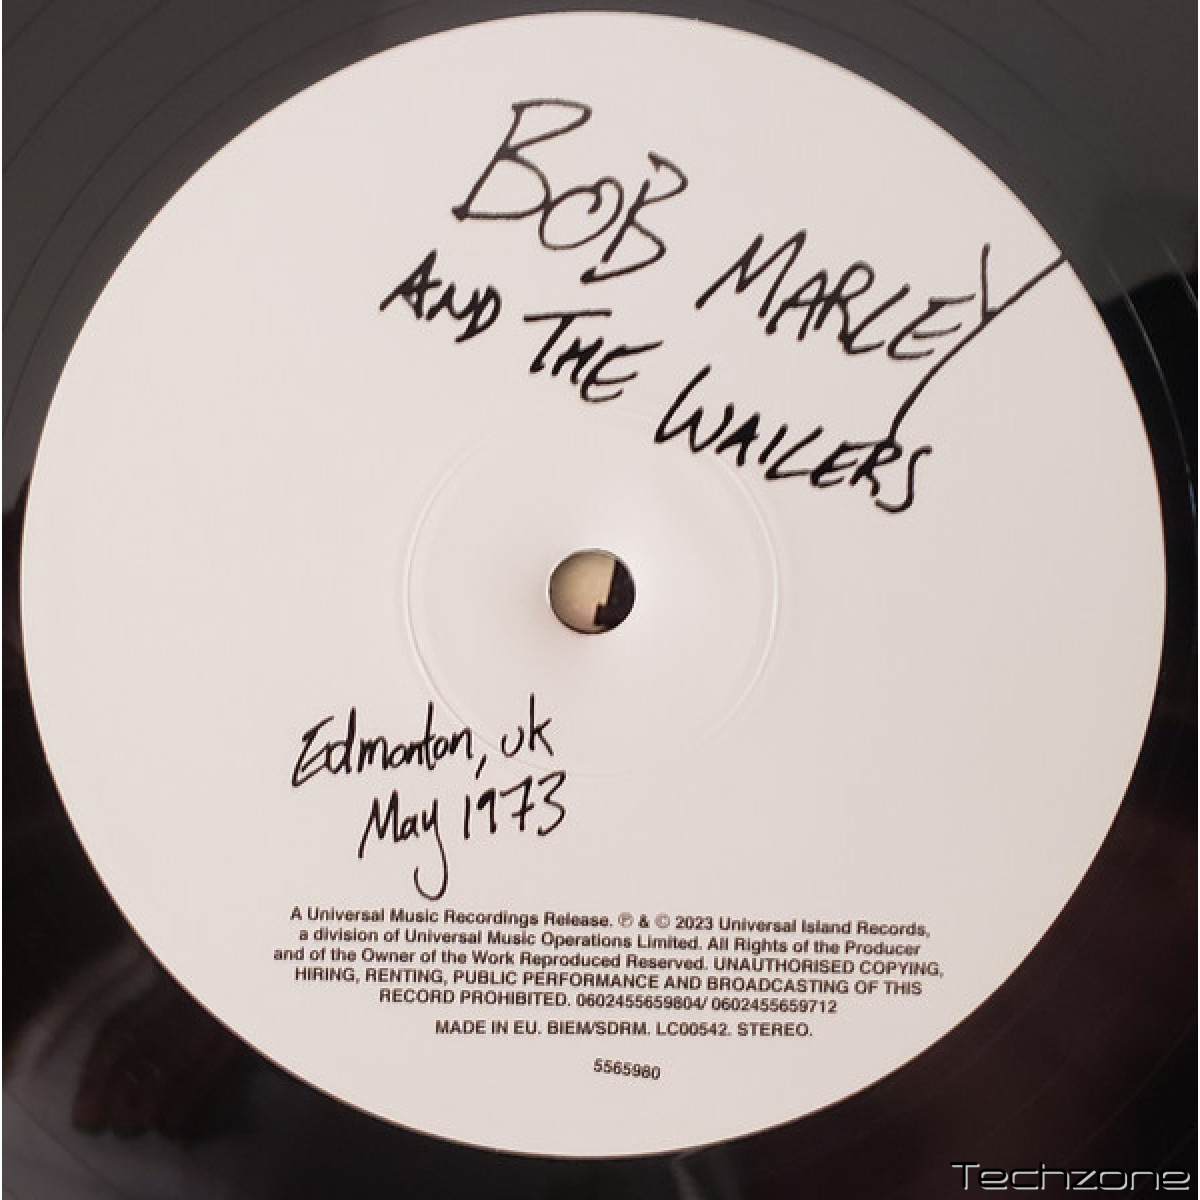 BOB MARLEY
AND THE WAILERS
Edmonton, UK
May 1973
A Universal Music Recordings Release. ℗ & © 2023 Universal Island Records,
a division of Universal Music Operations Limited. All Rights of the Producer
and of the Owner of the Work Reproduced Reserved. UNAUTHORISED COPYING,
HIRING, RENTING, PUBLIC PERFORMANCE AND BROADCASTING OF THIS
RECORD PROHIBITED. 0602455659804/ 0602455659712
MADE IN EU. BIEM/SDRM. LC00542. STEREO.
5565980
Techzone